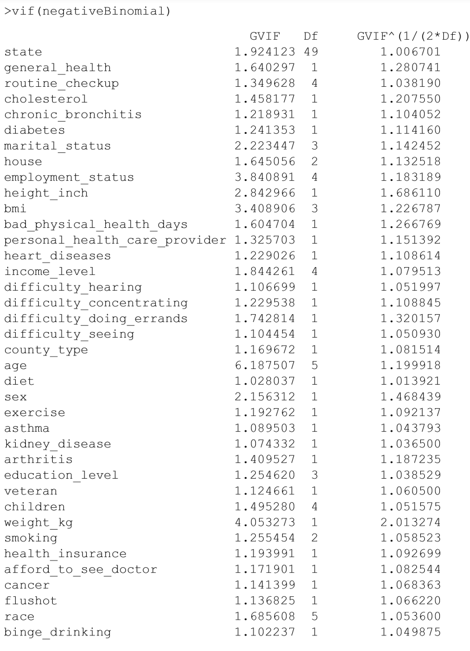 >vif(negativeBinomial)
GVIF Df GVIF^(1/(2*Df))
state 1.924123 49 1.006701
general_health 1.640297 1 1.280741
routine_checkup 1.349628 4 1.038190
cholesterol 1.458177 1 1.207550
chronic_bronchitis 1.218931 1 1.104052
diabetes 1.241353 1 1.114160
marital_status 2.223447 3 1.142452
house 1.645056 2 1.132518
employment_status 3.840891 4 1.183189
height_inch 2.842966 1 1.686110
bmi 3.408906 3 1.226787
bad_physical_health_days 1.604704 1 1.266769
personal_health_care_provider 1.325703 1 1.151392
heart_diseases 1.229026 1 1.108614
income_level 1.844261 4 1.079513
difficulty_hearing 1.106699 1 1.051997
difficulty_concentrating 1.229538 1 1.108845
difficulty_doing_errands 1.742814 1 1.320157
difficulty_seeing 1.104454 1 1.050930
county_type 1.169672 1 1.081514
age 6.187507 5 1.199918
diet 1.028037 1 1.013921
sex 2.156312 1 1.468439
exercise 1.192762 1 1.092137
asthma 1.089503 1 1.043793
kidney_disease 1.074332 1 1.036500
arthritis 1.409527 1 1.187235
education_level 1.254620 3 1.038529
veteran 1.124661 1 1.060500
children 1.495280 4 1.051575
weight_kg 4.053273 1 2.013274
smoking 1.255454 2 1.058523
health_insurance 1.193991 1 1.092699
afford_to_see_doctor 1.171901 1 1.082544
cancer 1.141399 1 1.068363
flushot 1.136825 1 1.066220
race 1.685608 5 1.053600
binge_drinking 1.102237 1 1.049875